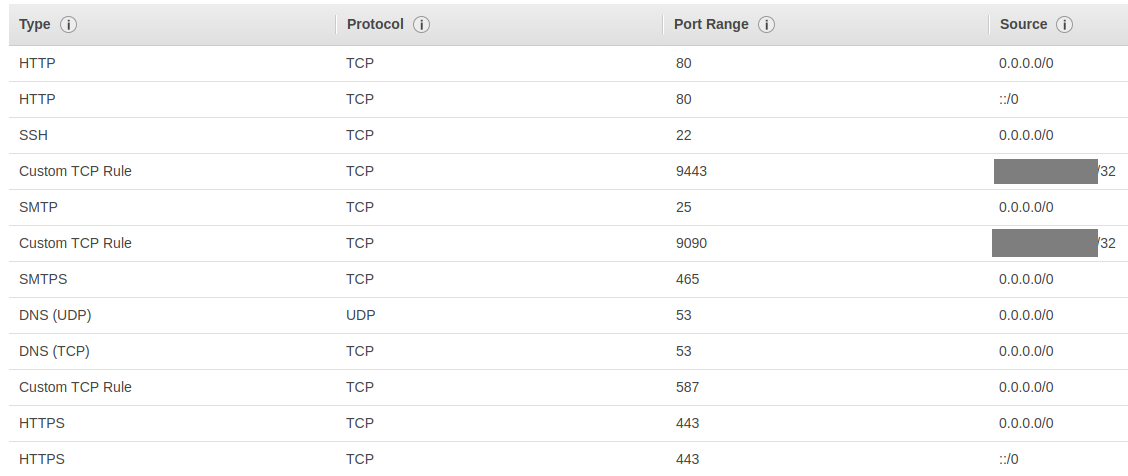 Type Protocol Port Range Source
HTTP TCP 80 0.0.0.0/0
HTTP TCP 80 ::/0
SSH TCP 22 0.0.0.0/0
Custom TCP Rule TCP 9443 /32
SMTP TCP 25 0.0.0.0/0
Custom TCP Rule TCP 9090 /32
SMTPS TCP 465 0.0.0.0/0
DNS (UDP) UDP 53 0.0.0.0/0
DNS (TCP) TCP 53 0.0.0.0/0
Custom TCP Rule TCP 587 0.0.0.0/0
HTTPS TCP 443 0.0.0.0/0
HTTPS TCP 443 ::/0